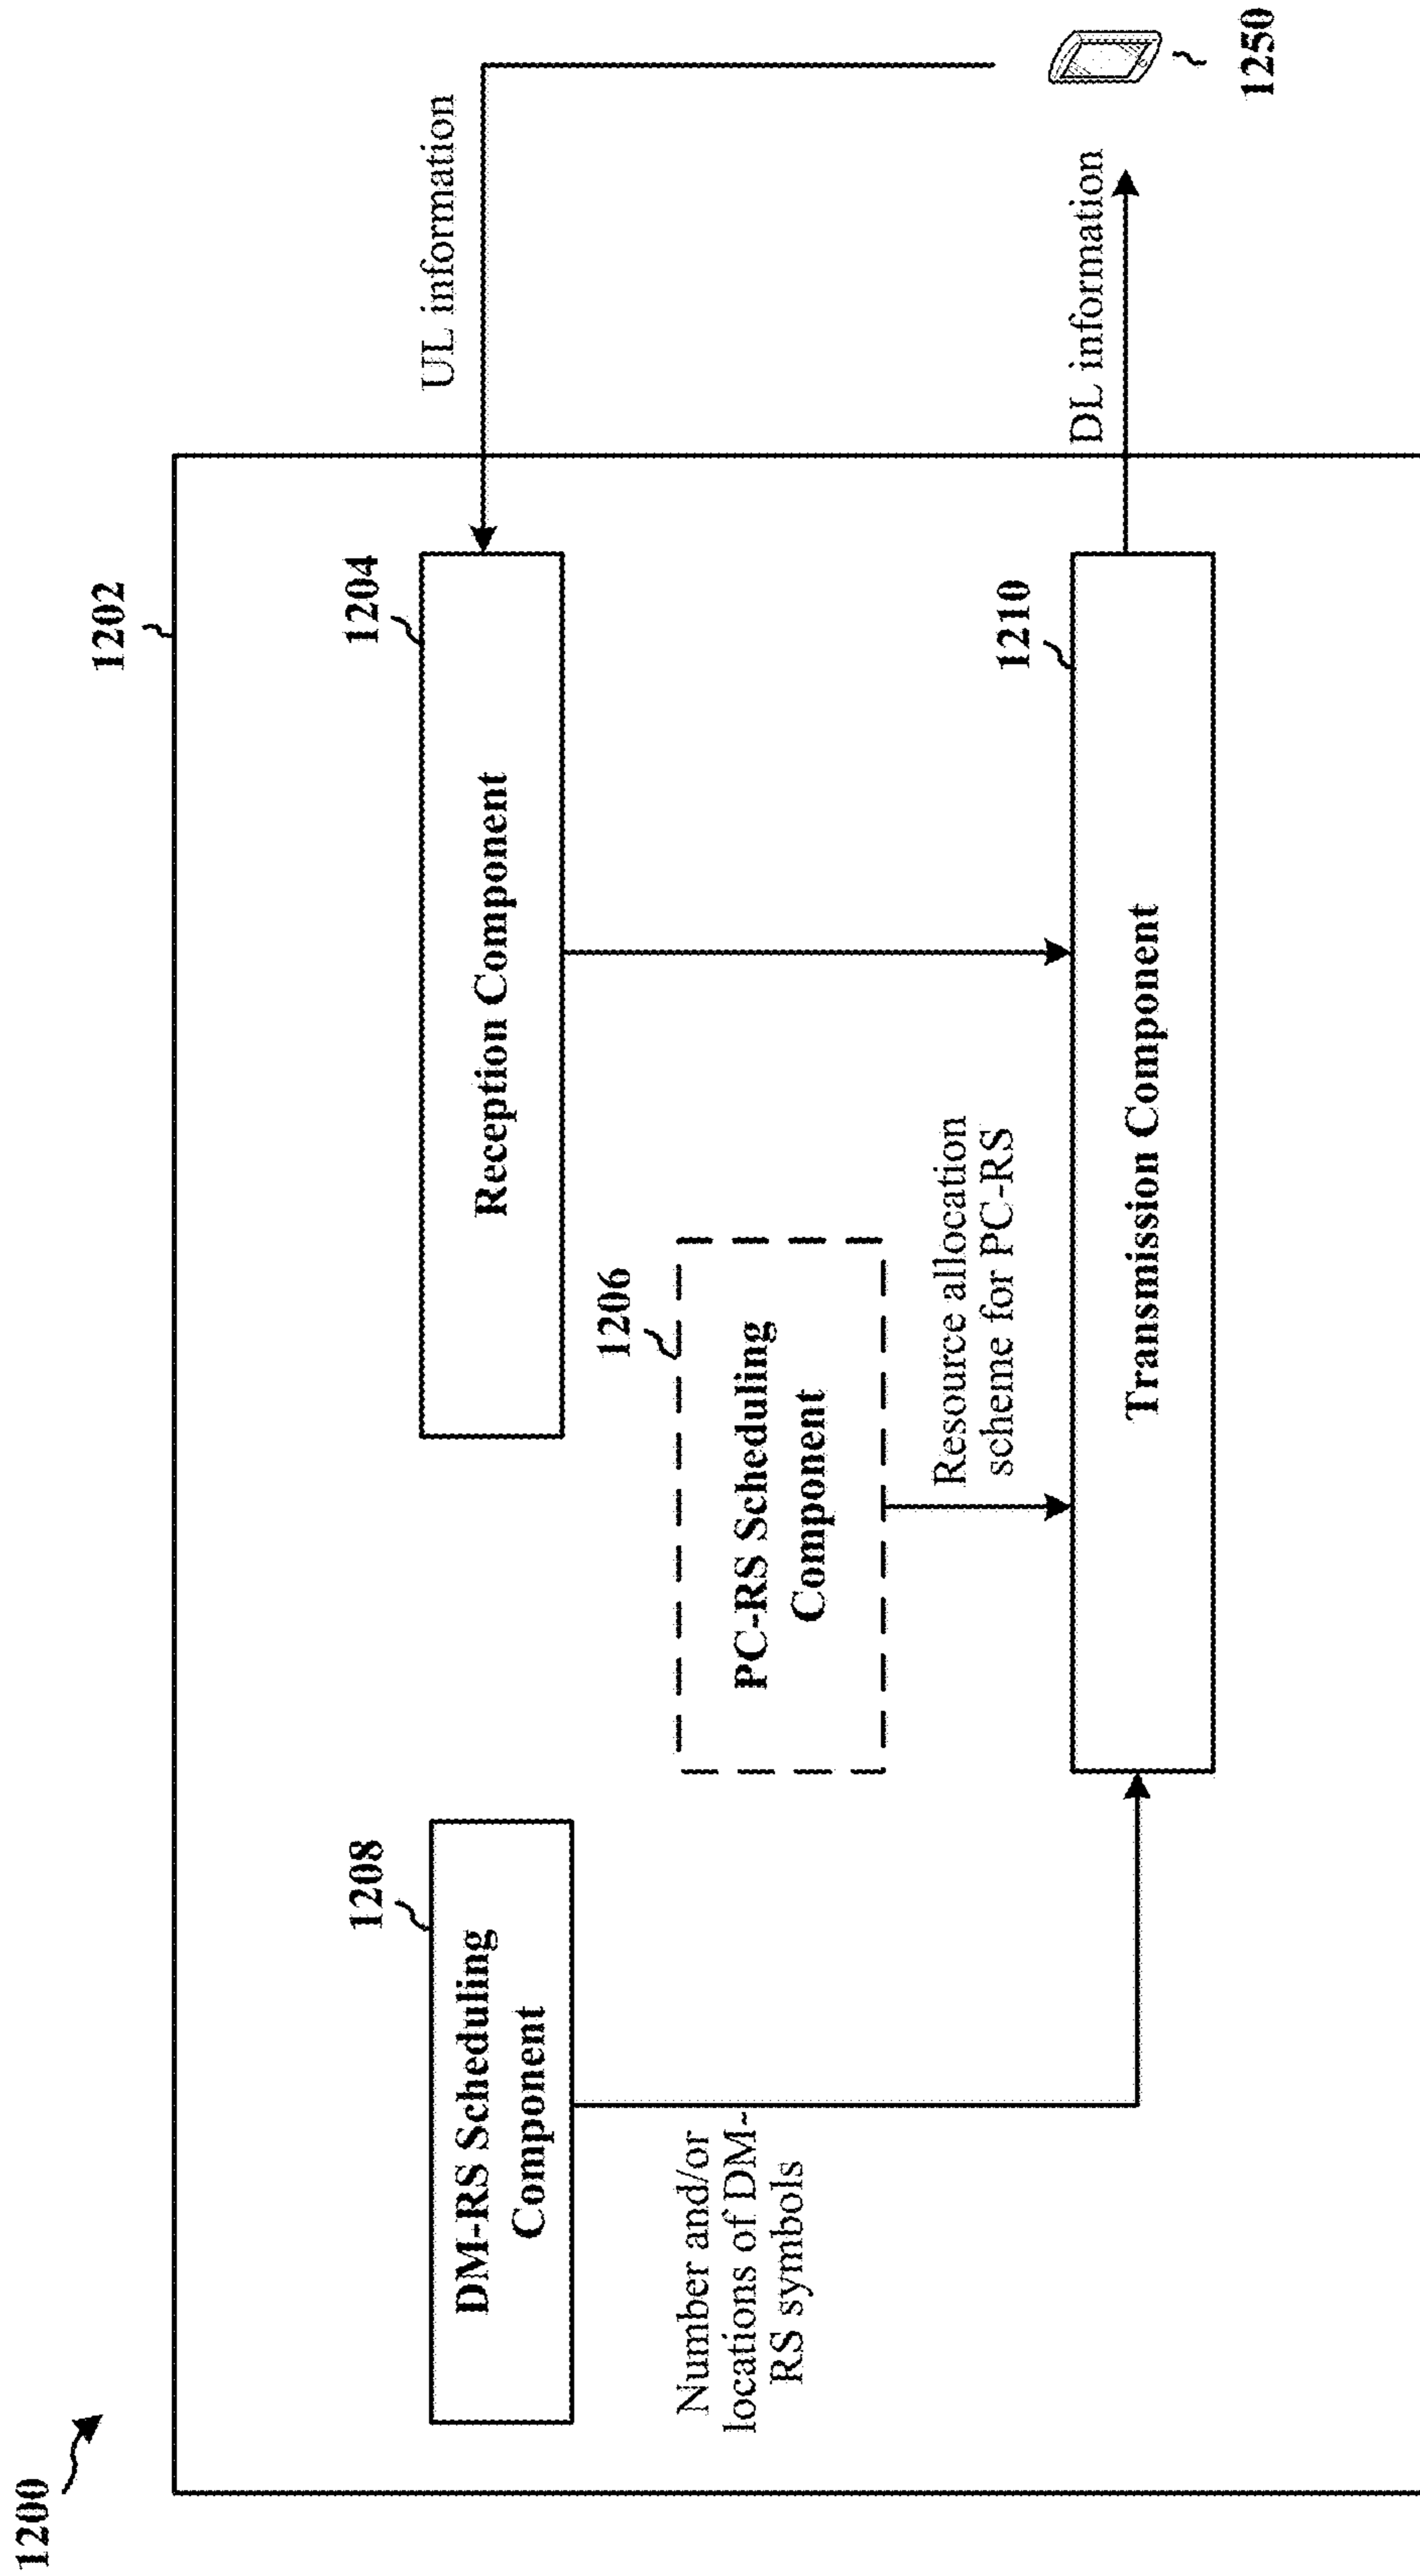 1200
1202
1208
DM-RS Scheduling
Component
Number and/or
locations of DM-
RS symbols
1206
PC-RS Scheduling
Component
Resource allocation
scheme for PC-RS
1204
Reception Component
1210
Transmission Component
UL information
DL information
1250